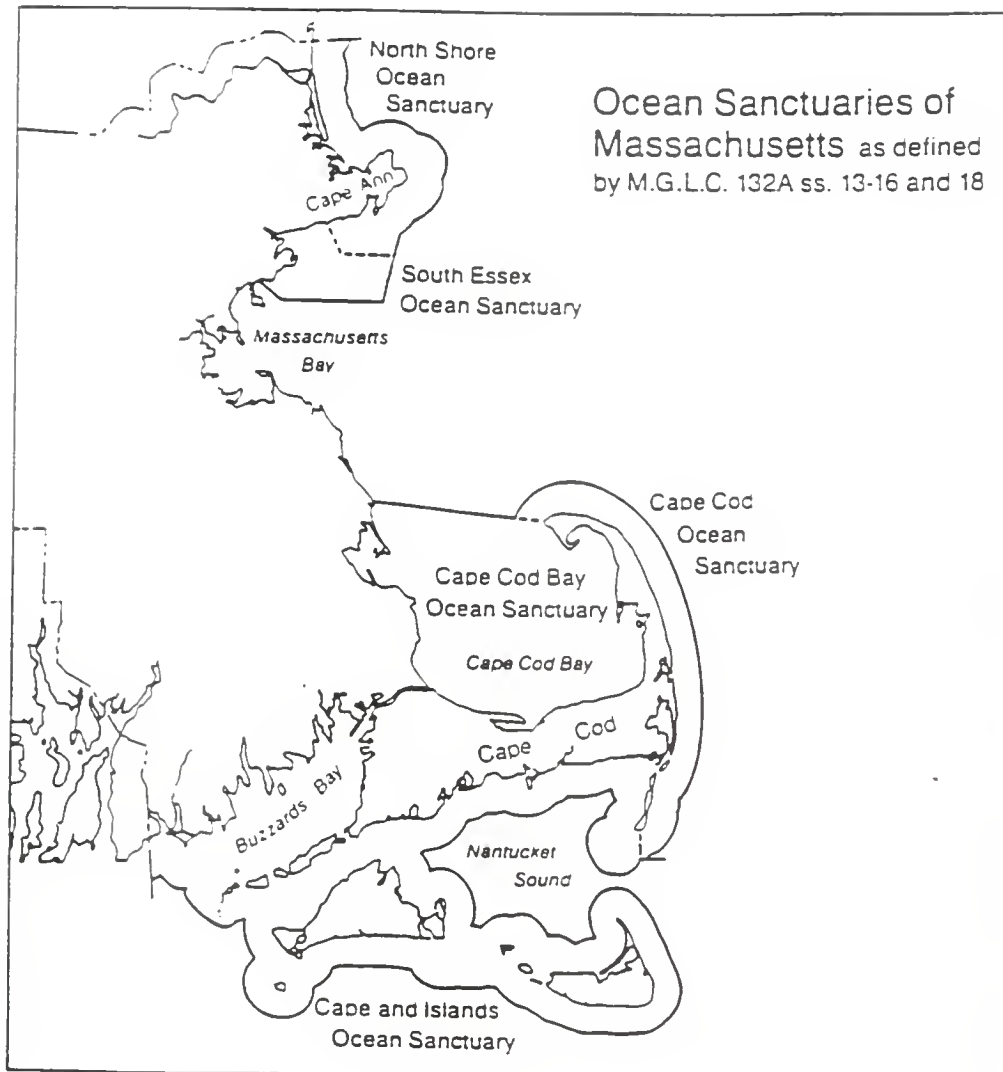 North Shore
Ocean
Sanctuary
Ocean Sanctuaries of
Massachusetts as defined
by M.G.L.C. 132A ss. 13-16 and 18
Cape Ann
South Essex
Ocean Sanctuary
Massachusetts
Bay
Cape Cod
Ocean
Sanctuary
Cape Cod Bay
Ocean Sanctuary
Cape Cod Bay
Cape Cod
Buzzards Bay
Nantucket
Sound
Cape and Islands
Ocean Sanctuary